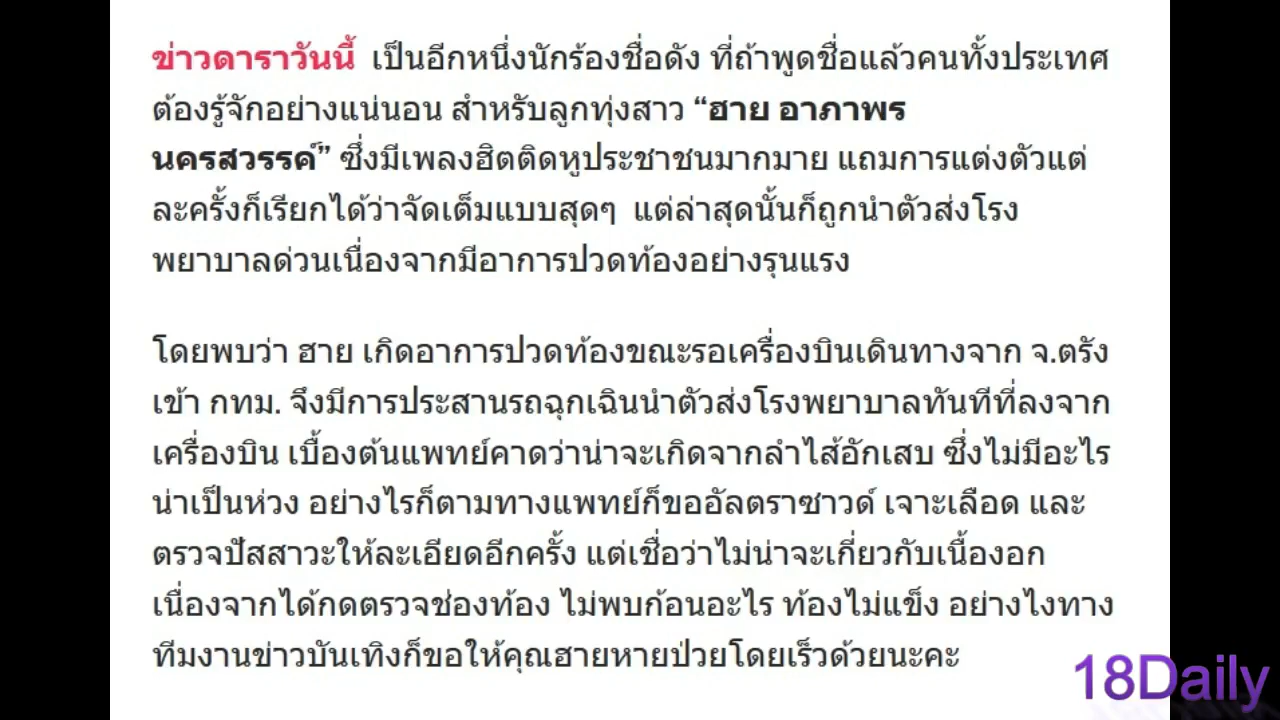 ข่าวดาราวันนี้ เป็นอีกหนึ่งนักร้องชื่อดัง ที่ถ้าพูดชื่อแล้วคนทั้งประเทศ
ต้องรู้จักอย่างแน่นอน สำหรับลูกทุ่งสาว “ฮาย อาภาพร
นครสวรรค์” ซึ่งมีเพลงฮิตติดหูประชาชนมากมาย แถมการแต่งตัวแต่
ละครั้งก็เรียกได้ว่าจัดเต็มแบบสุดๆ แต่ล่าสุดนั้นก็ถูกนำตัวส่งโรง
พยาบาลด่วนเนื่องจากมีอาการปวดท้องอย่างรุนแรง
โดยพบว่า ฮาย เกิดอาการปวดท้องขณะรอเครื่องบินเดินทางจาก จ.ตรัง
เข้า กทม. จึงมีการประสานรถฉุกเฉินนำตัวส่งโรงพยาบาลทันทีที่ลงจาก
เครื่องบิน เบื้องต้นแพทย์คาดว่าน่าจะเกิดจากลำไส้อักเสบ ซึ่งไม่มีอะไร
น่าเป็นห่วง อย่างไรก็ตามทางแพทย์ก็ขออัลตราซาวด์ เจาะเลือด และ
ตรวจปัสสาวะให้ละเอียดอีกครั้ง แต่เชื่อว่าไม่น่าจะเกี่ยวกับเนื้องอก
เนื่องจากได้กดตรวจช่องท้อง ไม่พบก้อนอะไร ท้องไม่แข็ง อย่างไงทาง
ทีมงานข่าวบันเทิงก็ขอให้คุณฮายหายป่วยโดยเร็วด้วยนะคะ
18Daily